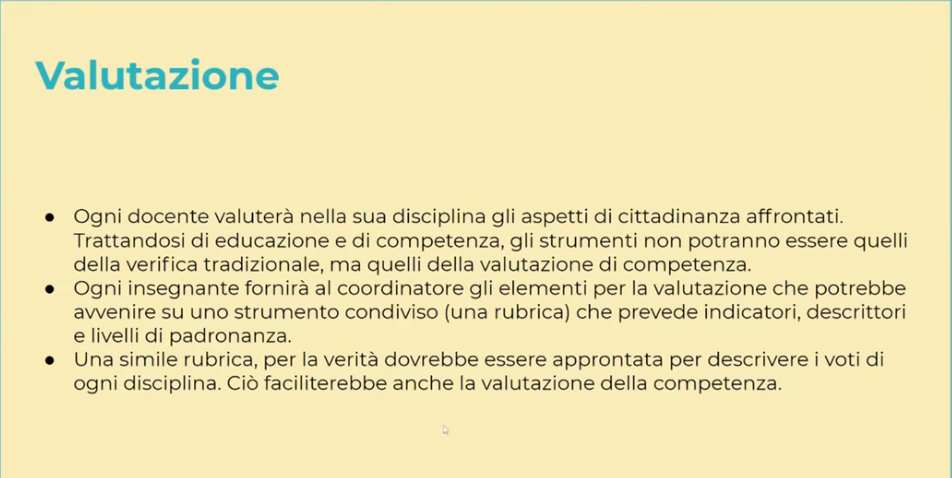 Valutazione
● Ogni docente valuterà nella sua disciplina gli aspetti di cittadinanza affrontati.
Trattandosi di educazione e di competenza, gli strumenti non potranno essere quelli
della verifica tradizionale, ma quelli della valutazione di competenza.
● Ogni insegnante fornirà al coordinatore gli elementi per la valutazione che potrebbe
avvenire su uno strumento condiviso (una rubrica) che prevede indicatori, descrittori
e livelli di padronanza.
● Una simile rubrica, per la verità dovrebbe essere approntata per descrivere i voti di
ogni disciplina. Ciò faciliterebbe anche la valutazione della competenza.